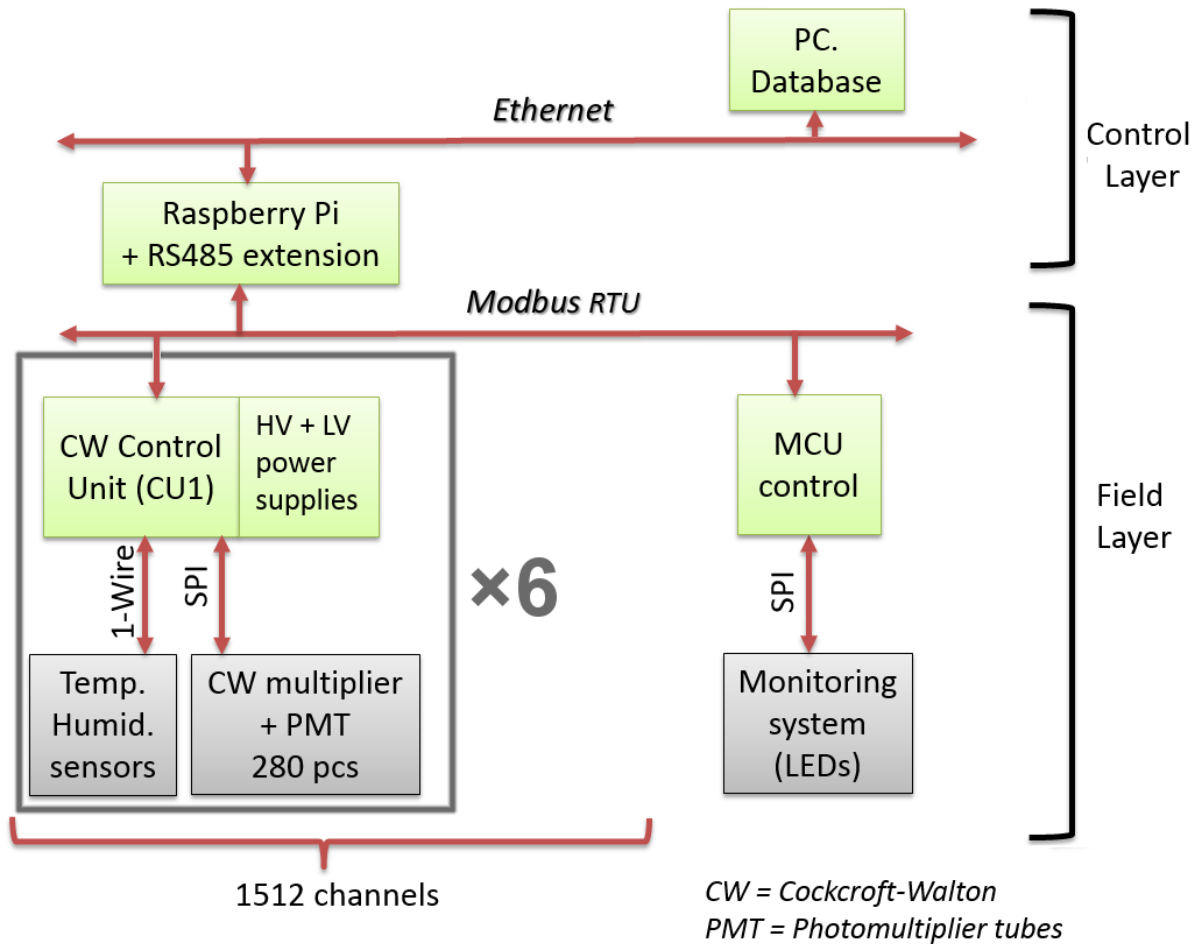 PC.
Database
Ethernet
Control
Layer
Raspberry Pi
+ RS485 extension
Modbus RTU
CW Control
Unit (CU1)
HV + LV
power
supplies
MCU
control
Field
Layer
×6
1-Wire
SPI
SPI
Temp.
Humid.
sensors
CW multiplier
+ PMT
280 pcs
Monitoring
system
(LEDs)
1512 channels
CW = Cockcroft-Walton
PMT = Photomultiplier tubes